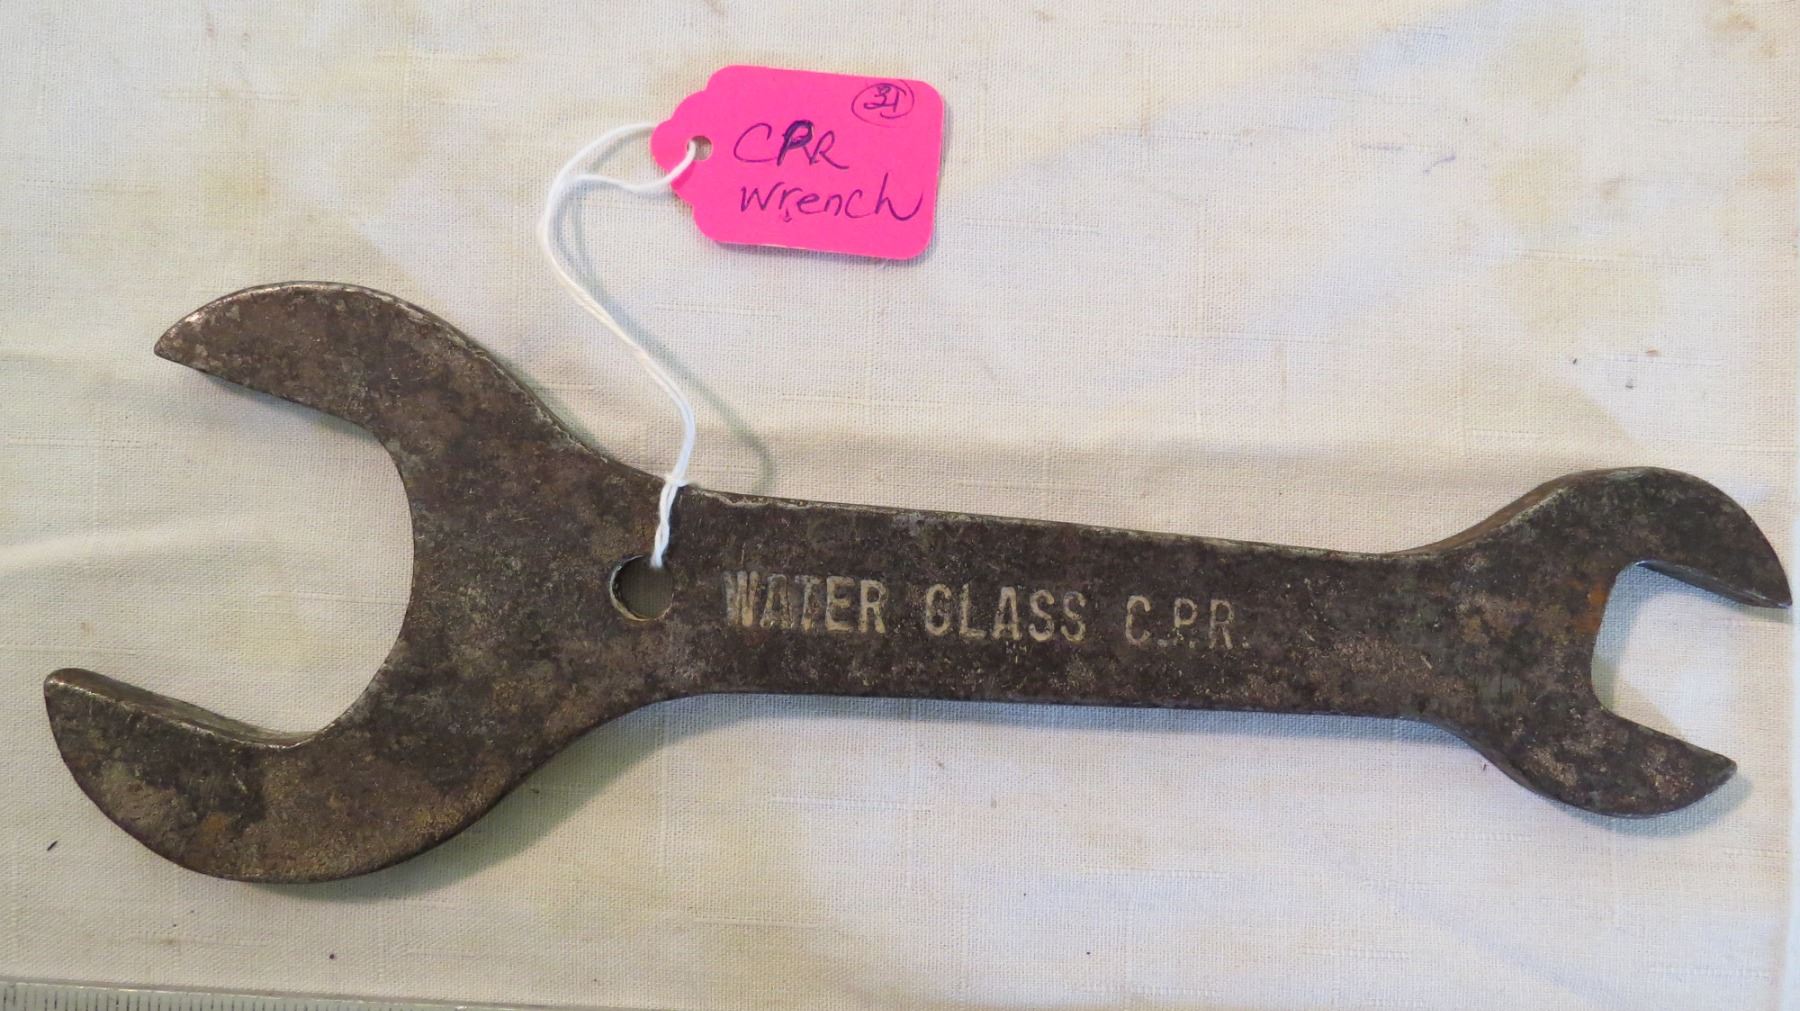 31
CPR
wrench
WATER GLASS C.P.R.